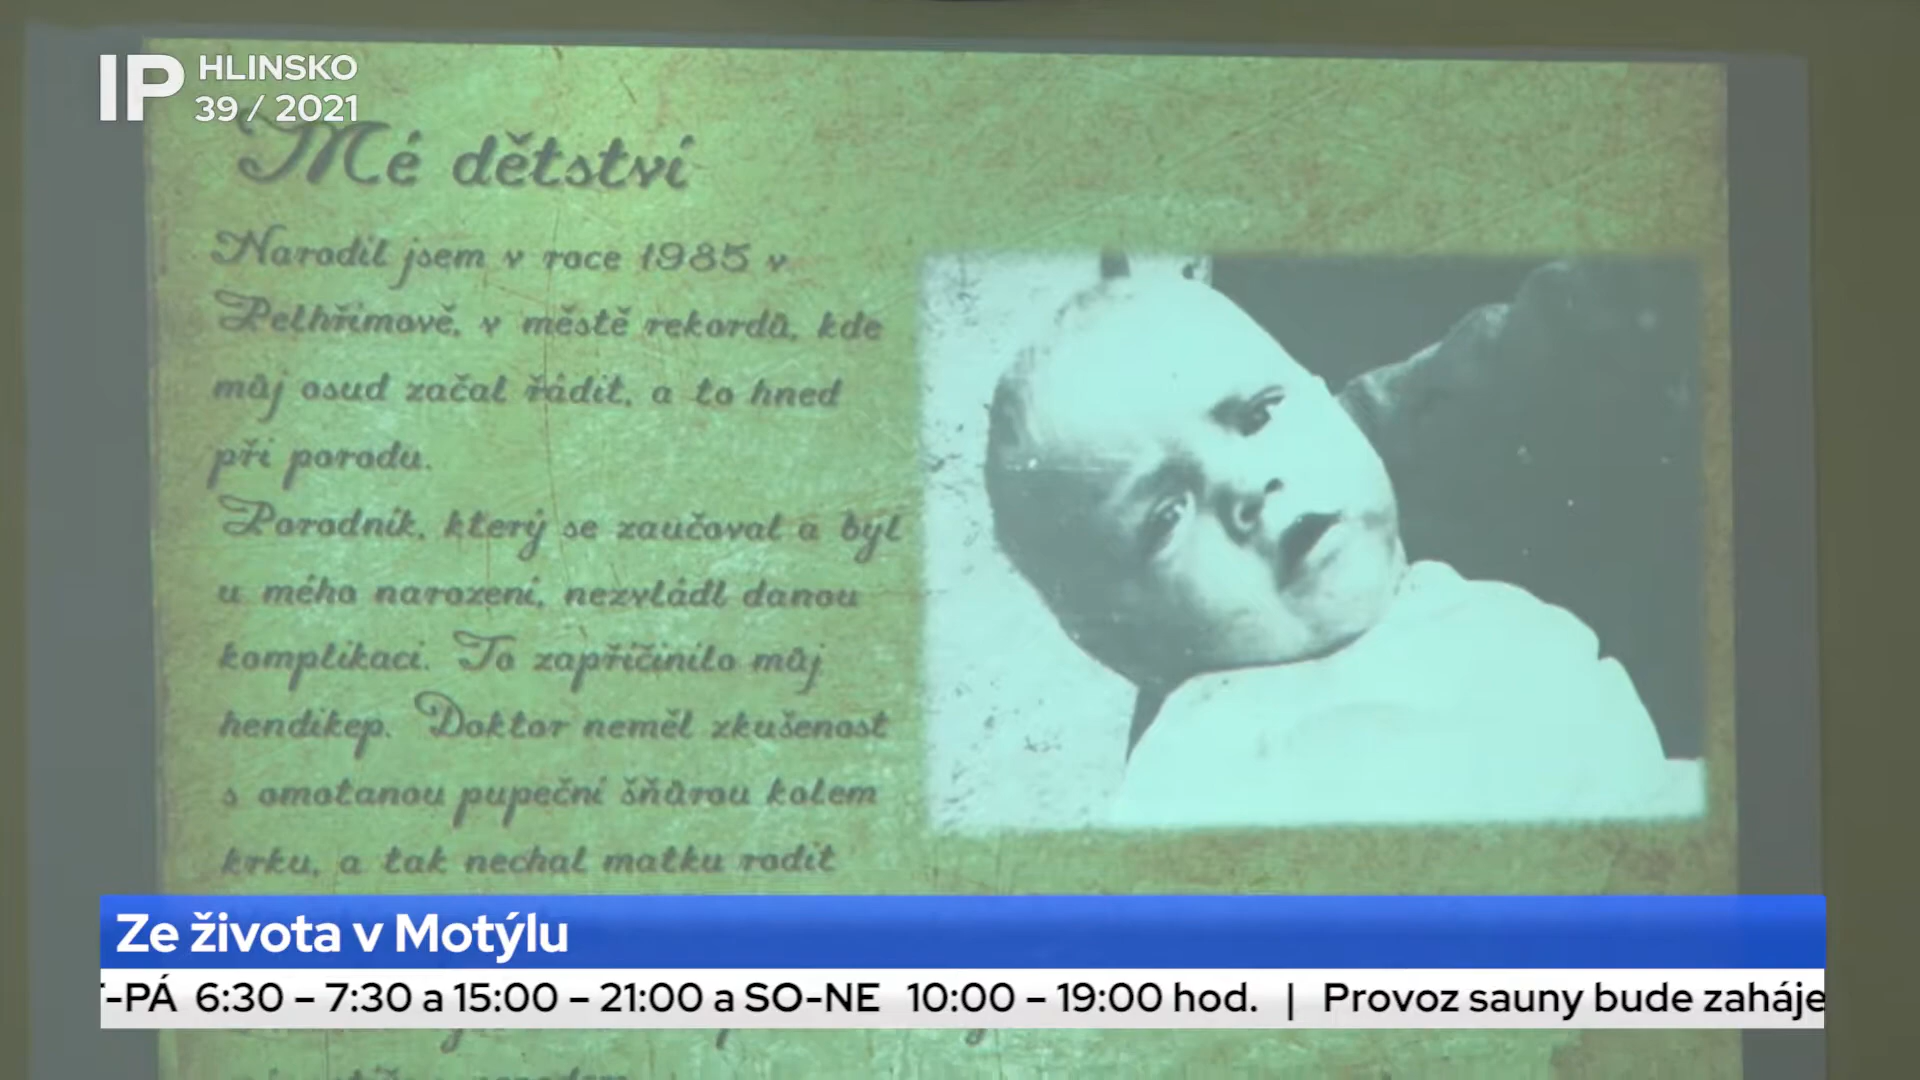 IP HLINSKO
39 / 2021
Mé dětství
Narodil jsem v roce 1985 v
Pelhřimově, v městě rekordů, kde
můj osud začal řádit, a to hned
při porodu.
Porodník, který se zaučoval a byl
u mého narození, nezvládl danou
komplikaci. To zapříčinilo můj
hendikep. Doktor neměl zkušenost
s omotanou pupeční šňůrou kolem
krku, a tak nechal matku rodit
Ze života v Motýlu
-PÁ 6:30 – 7:30 a 15:00 – 21:00 a SO-NE 10:00 – 19:00 hod. | Provoz sauny bude zaháje